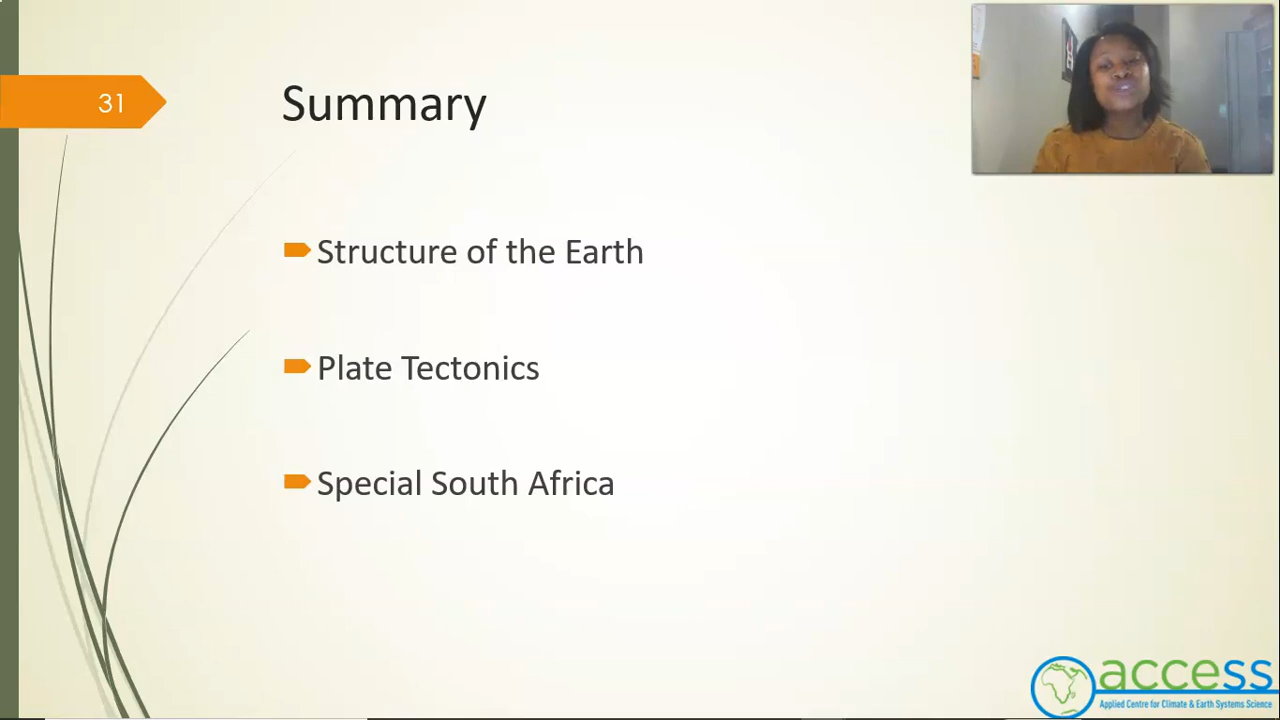 31
Summary
Structure of the Earth
Plate Tectonics
Special South Africa
access
Applied Centre for Climate & Earth Systems Science